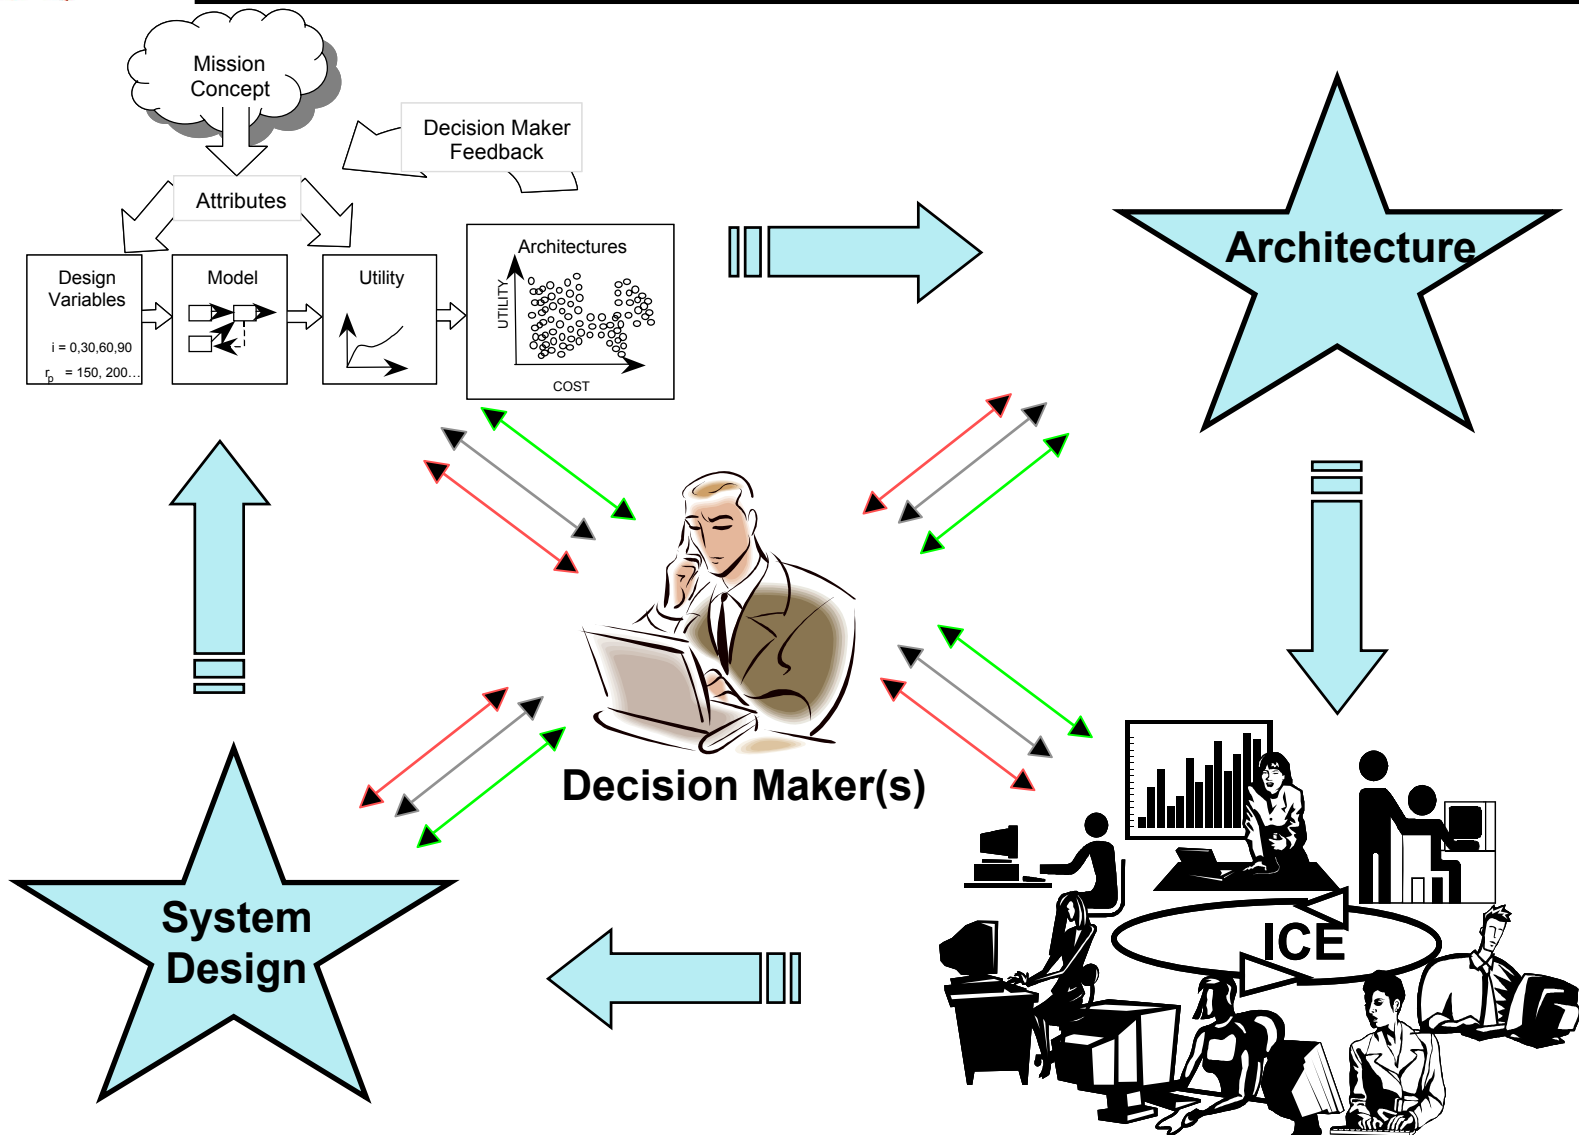 Mission
Concept
Decision Maker
Feedback
Attributes
Design
Variables
i = 0,30,60,90
rp = 150, 200…
Model
Utility
Architectures
UTILITY
COST
Architecture
Decision Maker(s)
System
Design
ICE